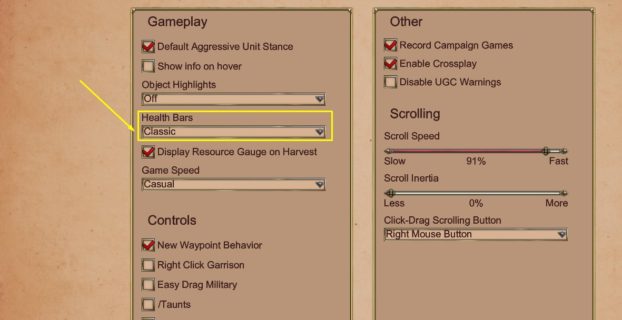 Gameplay
Default Aggressive Unit Stance
Show info on hover
Object Highlights
Off
Health Bars
Classic
Display Resource Gauge on Harvest
Game Speed
Casual
Controls
New Waypoint Behavior
Right Click Garrison
Easy Drag Military
/Taunts
Other
Record Campaign Games
Enable Crossplay
Disable UGC Warnings
Scrolling
Scroll Speed
Slow 91% Fast
Scroll Inertia
Less 0% More
Click-Drag Scrolling Button
Right Mouse Button